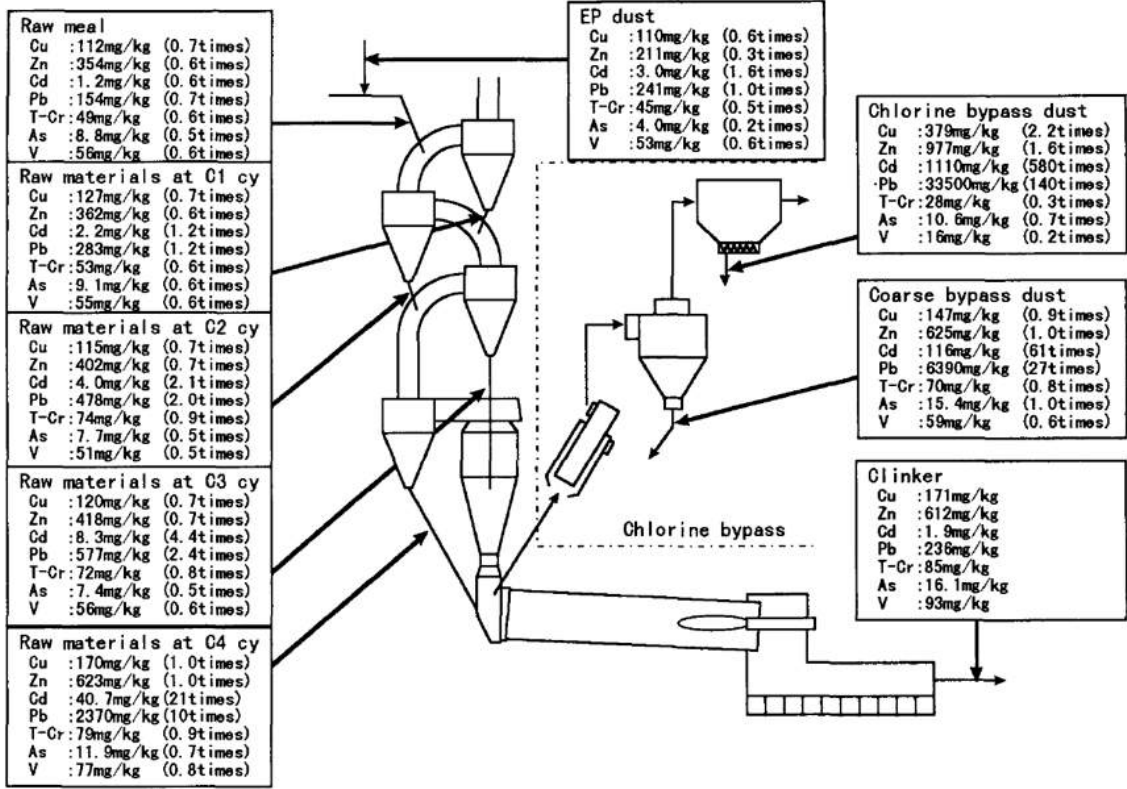 Raw meal
Cu :112mg/kg (0.7times)
Zn :354mg/kg (0.6times)
Cd :1.2mg/kg (0.6times)
Pb :154mg/kg (0.7times)
T-Cr:49mg/kg (0.6times)
As :8.8mg/kg (0.5times)
V :56mg/kg (0.6times)
Raw materials at C1 cy
Cu :127mg/kg (0.7times)
Zn :362mg/kg (0.6times)
Cd :2.2mg/kg (1.2times)
Pb :283mg/kg (1.2times)
T-Cr:53mg/kg (0.6times)
As :9.1mg/kg (0.6times)
V :55mg/kg (0.6times)
Raw materials at C2 cy
Cu :115mg/kg (0.7times)
Zn :402mg/kg (0.7times)
Cd :4.0mg/kg (2.1times)
Pb :478mg/kg (2.0times)
T-Cr:74mg/kg (0.9times)
As :7.7mg/kg (0.5times)
V :51mg/kg (0.5times)
Raw materials at C3 cy
Cu :120mg/kg (0.7times)
Zn :418mg/kg (0.7times)
Cd :8.3mg/kg (4.4times)
Pb :577mg/kg (2.4times)
T-Cr:72mg/kg (0.8times)
As :7.4mg/kg (0.5times)
V :56mg/kg (0.6times)
Raw materials at C4 cy
Cu :170mg/kg (1.0times)
Zn :623mg/kg (1.0times)
Cd :40.7mg/kg(21times)
Pb :2370mg/kg(10times)
T-Cr:79mg/kg (0.9times)
As :11.9mg/kg(0.7times)
V :77mg/kg (0.8times)
EP dust
Cu :110mg/kg (0.6times)
Zn :211mg/kg (0.3times)
Cd :3.0mg/kg (1.6times)
Pb :241mg/kg (1.0times)
T-Cr:45mg/kg (0.5times)
As :4.0mg/kg (0.2times)
V :53mg/kg (0.6times)
Chlorine bypass dust
Cu :379mg/kg (2.2times)
Zn :977mg/kg (1.6times)
Cd :1110mg/kg (580times)
Pb :33500mg/kg(140times)
T-Cr:28mg/kg (0.3times)
As :10.6mg/kg (0.7times)
V :16mg/kg (0.2times)
Coarse bypass dust
Cu :147mg/kg (0.9times)
Zn :625mg/kg (1.0times)
Cd :116mg/kg (61times)
Pb :6390mg/kg (27times)
T-Cr:70mg/kg (0.8times)
As :15.4mg/kg (1.0times)
V :59mg/kg (0.6times)
Clinker
Cu :171mg/kg
Zn :612mg/kg
Cd :1.9mg/kg
Pb :236mg/kg
T-Cr:85mg/kg
As :16.1mg/kg
V :93mg/kg
Chlorine bypass